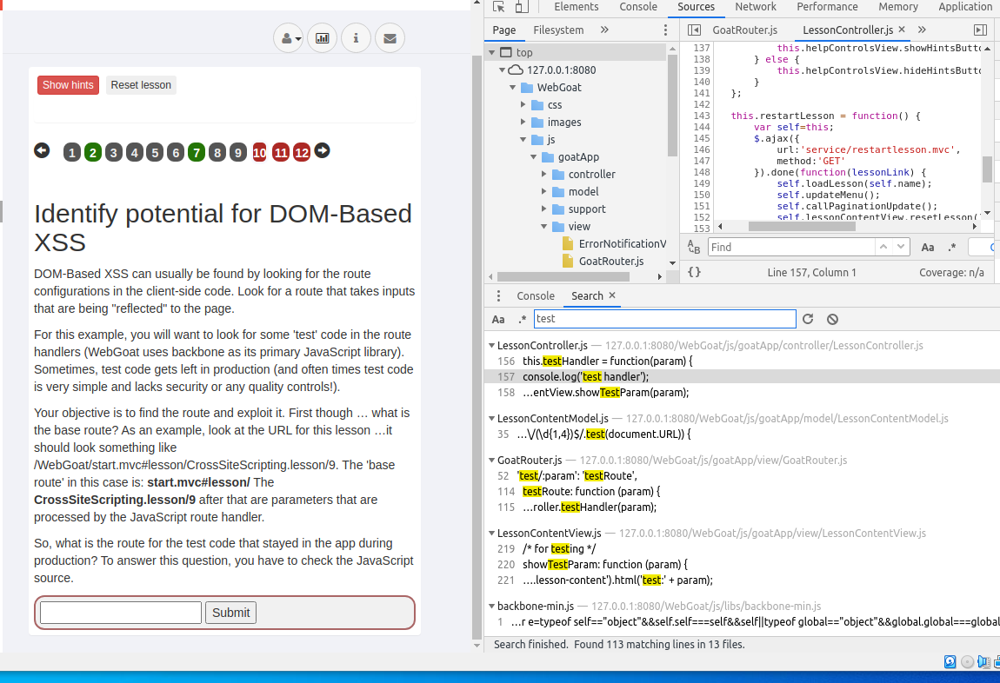 Show hints
Reset lesson
1 2 3 4 5 6 7 8 9 10 11 12
Identify potential for DOM-Based
XSS
DOM-Based XSS can usually be found by looking for the route
configurations in the client-side code. Look for a route that takes inputs
that are being "reflected" to the page.
For this example, you will want to look for some 'test' code in the route
handlers (WebGoat uses backbone as its primary JavaScript library).
Sometimes, test code gets left in production (and often times test code
is very simple and lacks security or any quality controls!).
Your objective is to find the route and exploit it. First though … what is
the base route? As an example, look at the URL for this lesson …it
should look something like
/WebGoat/start.mvc#lesson/CrossSiteScripting.lesson/9. The 'base
route' in this case is: start.mvc#lesson/ The
CrossSiteScripting.lesson/9 after that are parameters that are
processed by the JavaScript route handler.
So, what is the route for the test code that stayed in the app during
production? To answer this question, you have to check the JavaScript
source.
Submit
Elements Console Sources Network Performance Memory Application
Page Filesystem »
top
127.0.0.1:8080
WebGoat
css
images
js
goatApp
controller
model
support
view
ErrorNotificationV
GoatRouter.js
GoatRouter.js LessonController.js × »
137 this.helpControlsView.showHintsButto
138 } else {
139 this.helpControlsView.hideHintsButto
140 }
141 };
142
143 this.restartLesson = function() {
144 var self=this;
145 $.ajax({
146 url:'service/restartlesson.mvc',
147 method:'GET'
148 }).done(function(lessonLink) {
149 self.loadLesson(self.name);
150 self.updateMenu();
151 self.callPaginationUpdate();
152 self.lessonContentView.resetLesson()
153
Find
Aa .*
{} Line 157, Column 1 Coverage: n/a
Console Search ×
Aa .* test
LessonController.js — 127.0.0.1:8080/WebGoat/js/goatApp/controller/LessonController.js
156 this.testHandler = function(param) {
157 console.log('test handler');
158 …entView.showTestParam(param);
LessonContentModel.js — 127.0.0.1:8080/WebGoat/js/goatApp/model/LessonContentModel.js
35 …\/(\d{1,4})$/.test(document.URL)) {
GoatRouter.js — 127.0.0.1:8080/WebGoat/js/goatApp/view/GoatRouter.js
52 'test/:param': 'testRoute',
114 testRoute: function (param) {
115 …roller.testHandler(param);
LessonContentView.js — 127.0.0.1:8080/WebGoat/js/goatApp/view/LessonContentView.js
219 /* for testing */
220 showTestParam: function (param) {
221 ….lesson-content').html('test:' + param);
backbone-min.js — 127.0.0.1:8080/WebGoat/js/libs/backbone-min.js
1 …r e=typeof self=="object"&&self.self===self&&self||typeof global=="object"&&global.global===global
Search finished. Found 113 matching lines in 13 files.